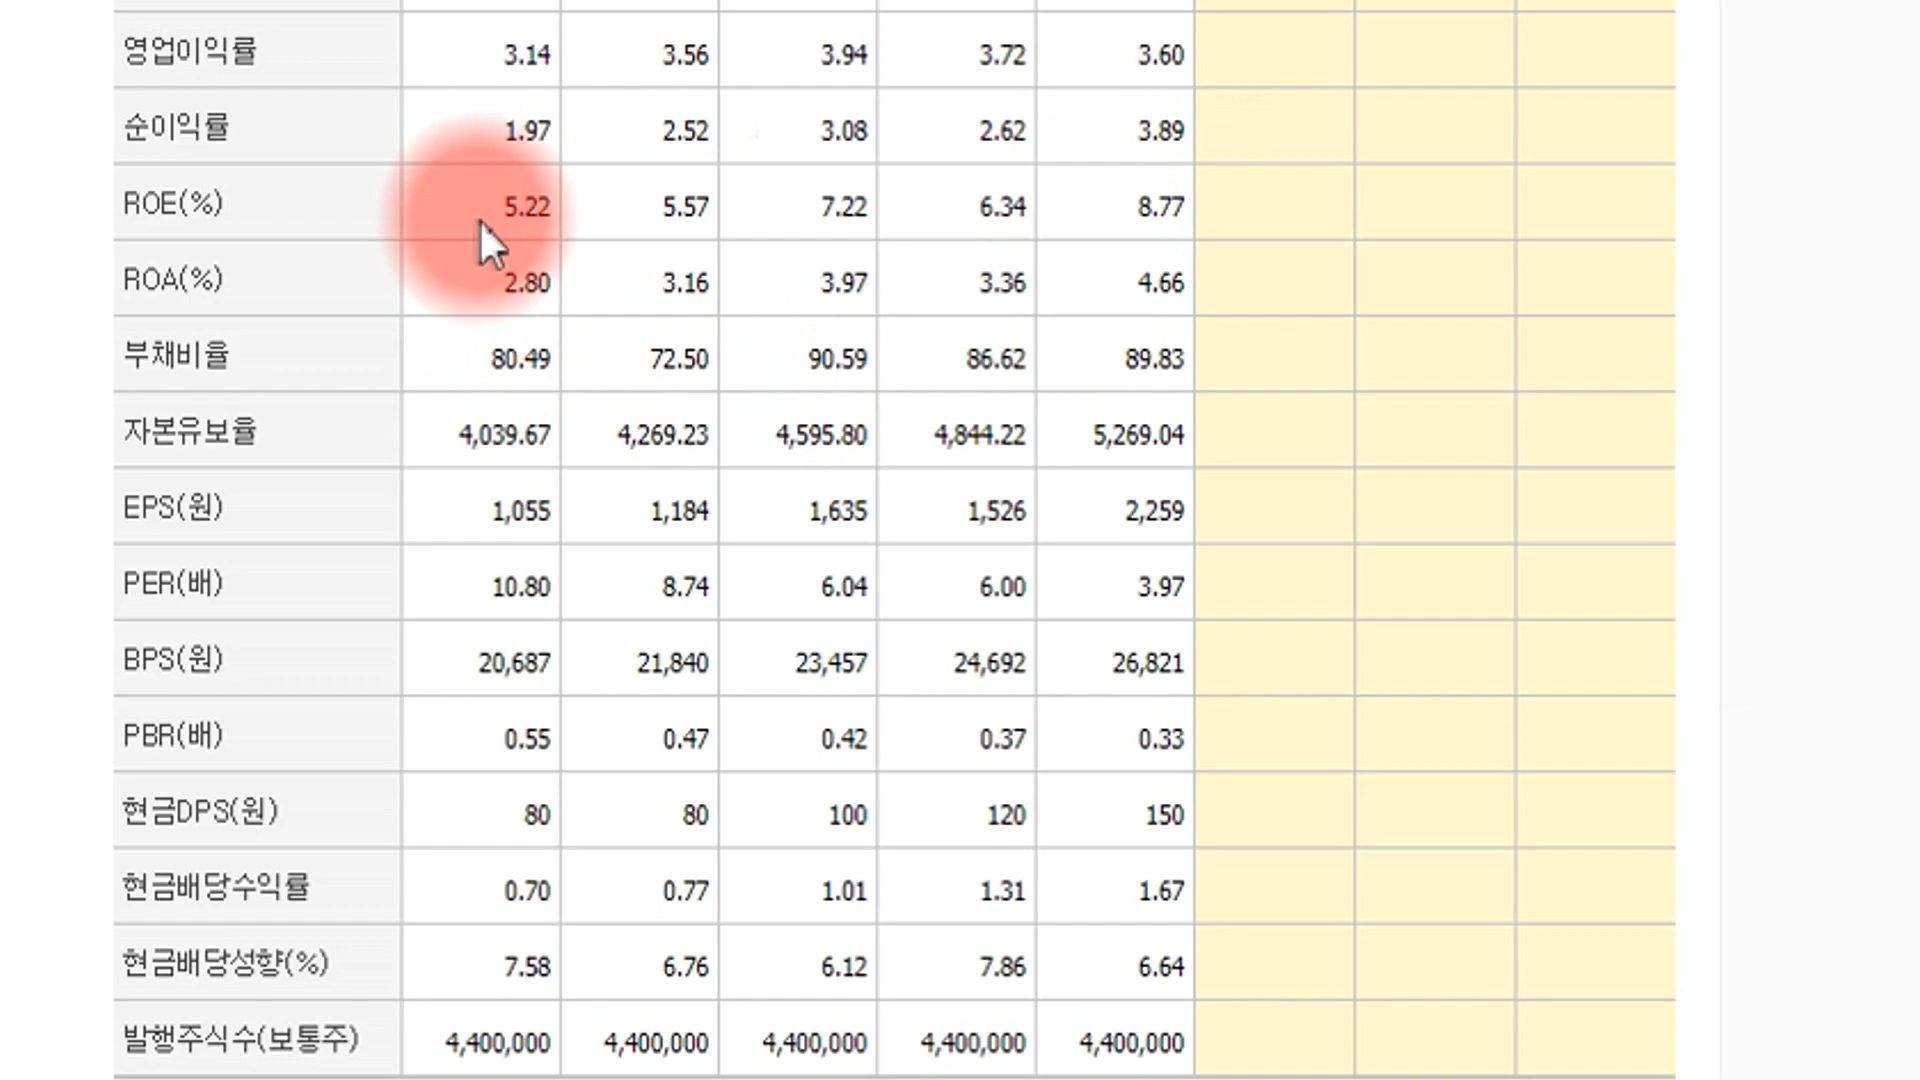 영업이익률 3.14 3.56 3.94 3.72 3.60
순이익률 1.97 2.52 3.08 2.62 3.89
ROE(%) 5.22 5.57 7.22 6.34 8.77
ROA(%) 2.80 3.16 3.97 3.36 4.66
부채비율 80.49 72.50 90.59 86.62 89.83
자본유보율 4,039.67 4,269.23 4,595.80 4,844.22 5,269.04
EPS(원) 1,055 1,184 1,635 1,526 2,259
PER(배) 10.80 8.74 6.04 6.00 3.97
BPS(원) 20,687 21,840 23,457 24,692 26,821
PBR(배) 0.55 0.47 0.42 0.37 0.33
현금DPS(원) 80 80 100 120 150
현금배당수익률 0.70 0.77 1.01 1.31 1.67
현금배당성향(%) 7.58 6.76 6.12 7.86 6.64
발행주식수(보통주) 4,400,000 4,400,000 4,400,000 4,400,000 4,400,000